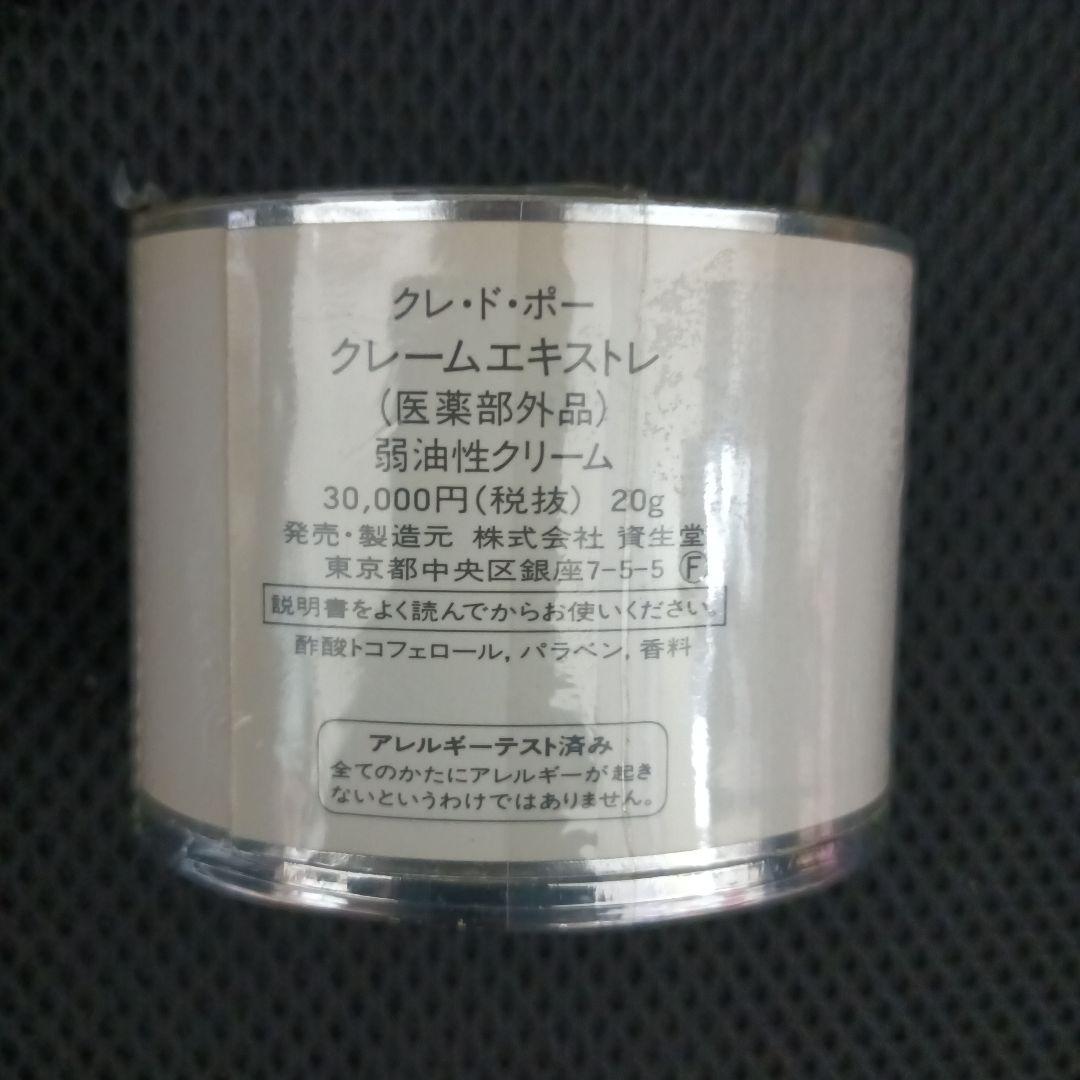 クレ・ド・ポー
クレームエキストレ
(医薬部外品)
弱油性クリーム
30,000円(税抜) 20g
発売・製造元 株式会社 資生堂
東京都中央区銀座7-5-5 Ⓕ
説明書をよく読んでからお使いください。
酢酸トコフェロール, パラベン, 香料
アレルギーテスト済み
全てのかたにアレルギーが起き
ないというわけではありません。